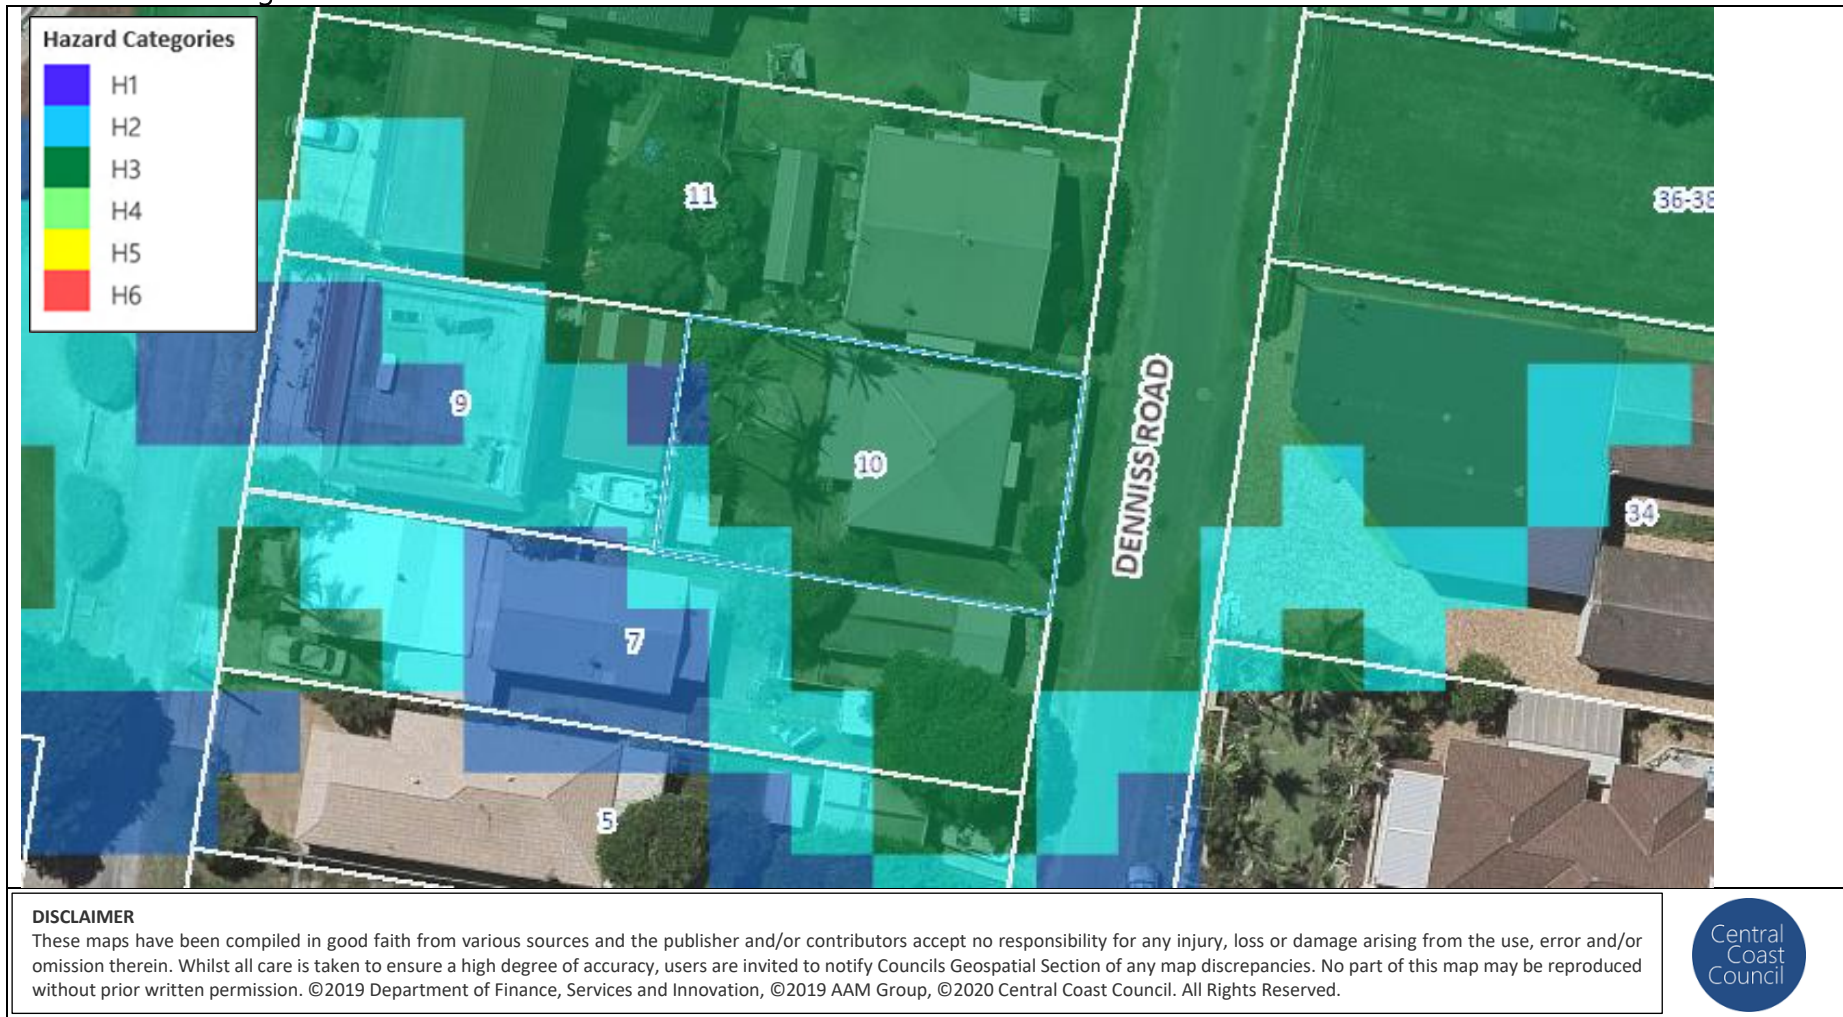 Hazard Categories
H1
H2
H3
H4
H5
H6
11
36-38
9
10
DENNISS ROAD
34
7
5
DISCLAIMER
These maps have been compiled in good faith from various sources and the publisher and/or contributors accept no responsibility for any injury, loss or damage arising from the use, error and/or
omission therein. Whilst all care is taken to ensure a high degree of accuracy, users are invited to notify Councils Geospatial Section of any map discrepancies. No part of this map may be reproduced
without prior written permission. ©2019 Department of Finance, Services and Innovation, ©2019 AAM Group, ©2020 Central Coast Council. All Rights Reserved.
Central
Coast
Council